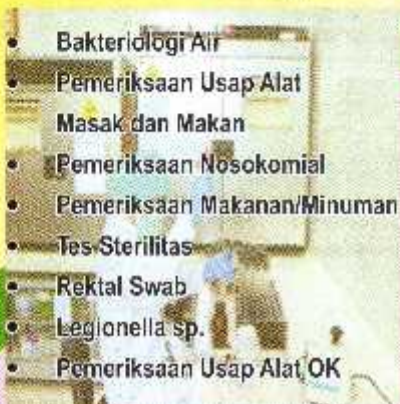 • Bakteriologi Air
• Pemeriksaan Usap Alat
Masak dan Makan
• Pemeriksaan Nosokomial
• Pemeriksaan Makanan/Minuman
• Tes Sterilitas
• Rektal Swab
• Legionella sp.
• Pemeriksaan Usap Alat OK